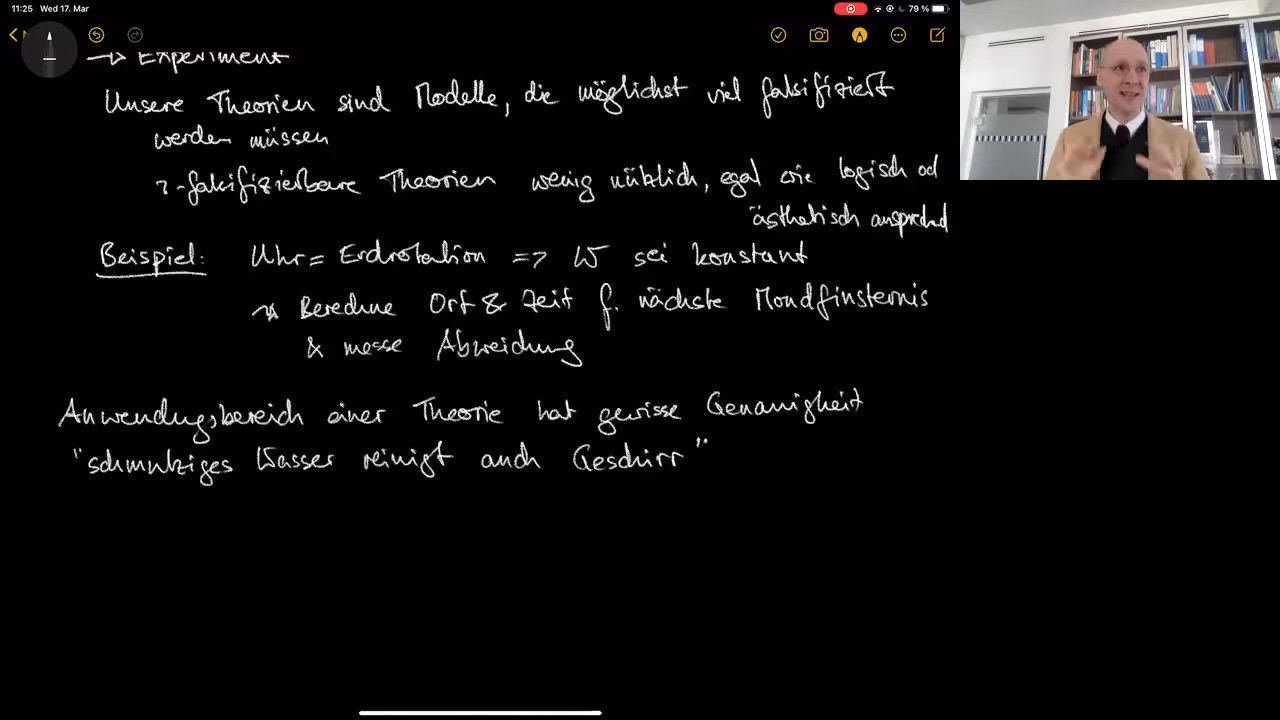 11:25 Wed 17. Mar
79 %
→ Experiment
Unsere Theorien sind Modelle, die möglichst viel falsifiziert
werden müssen
¬falsifizierbare Theorien wenig nützlich, egal wie logisch od
ästhetisch ansprechend
Beispiel: Uhr = Erdrotation => ω sei konstant
Berechne Ort & Zeit f. nächste Mondfinsternis
& messe Abweichung
Anwendungsbereich einer Theorie hat gewisse Genauigkeit
"schmutziges Wasser reinigt auch Geschirr"